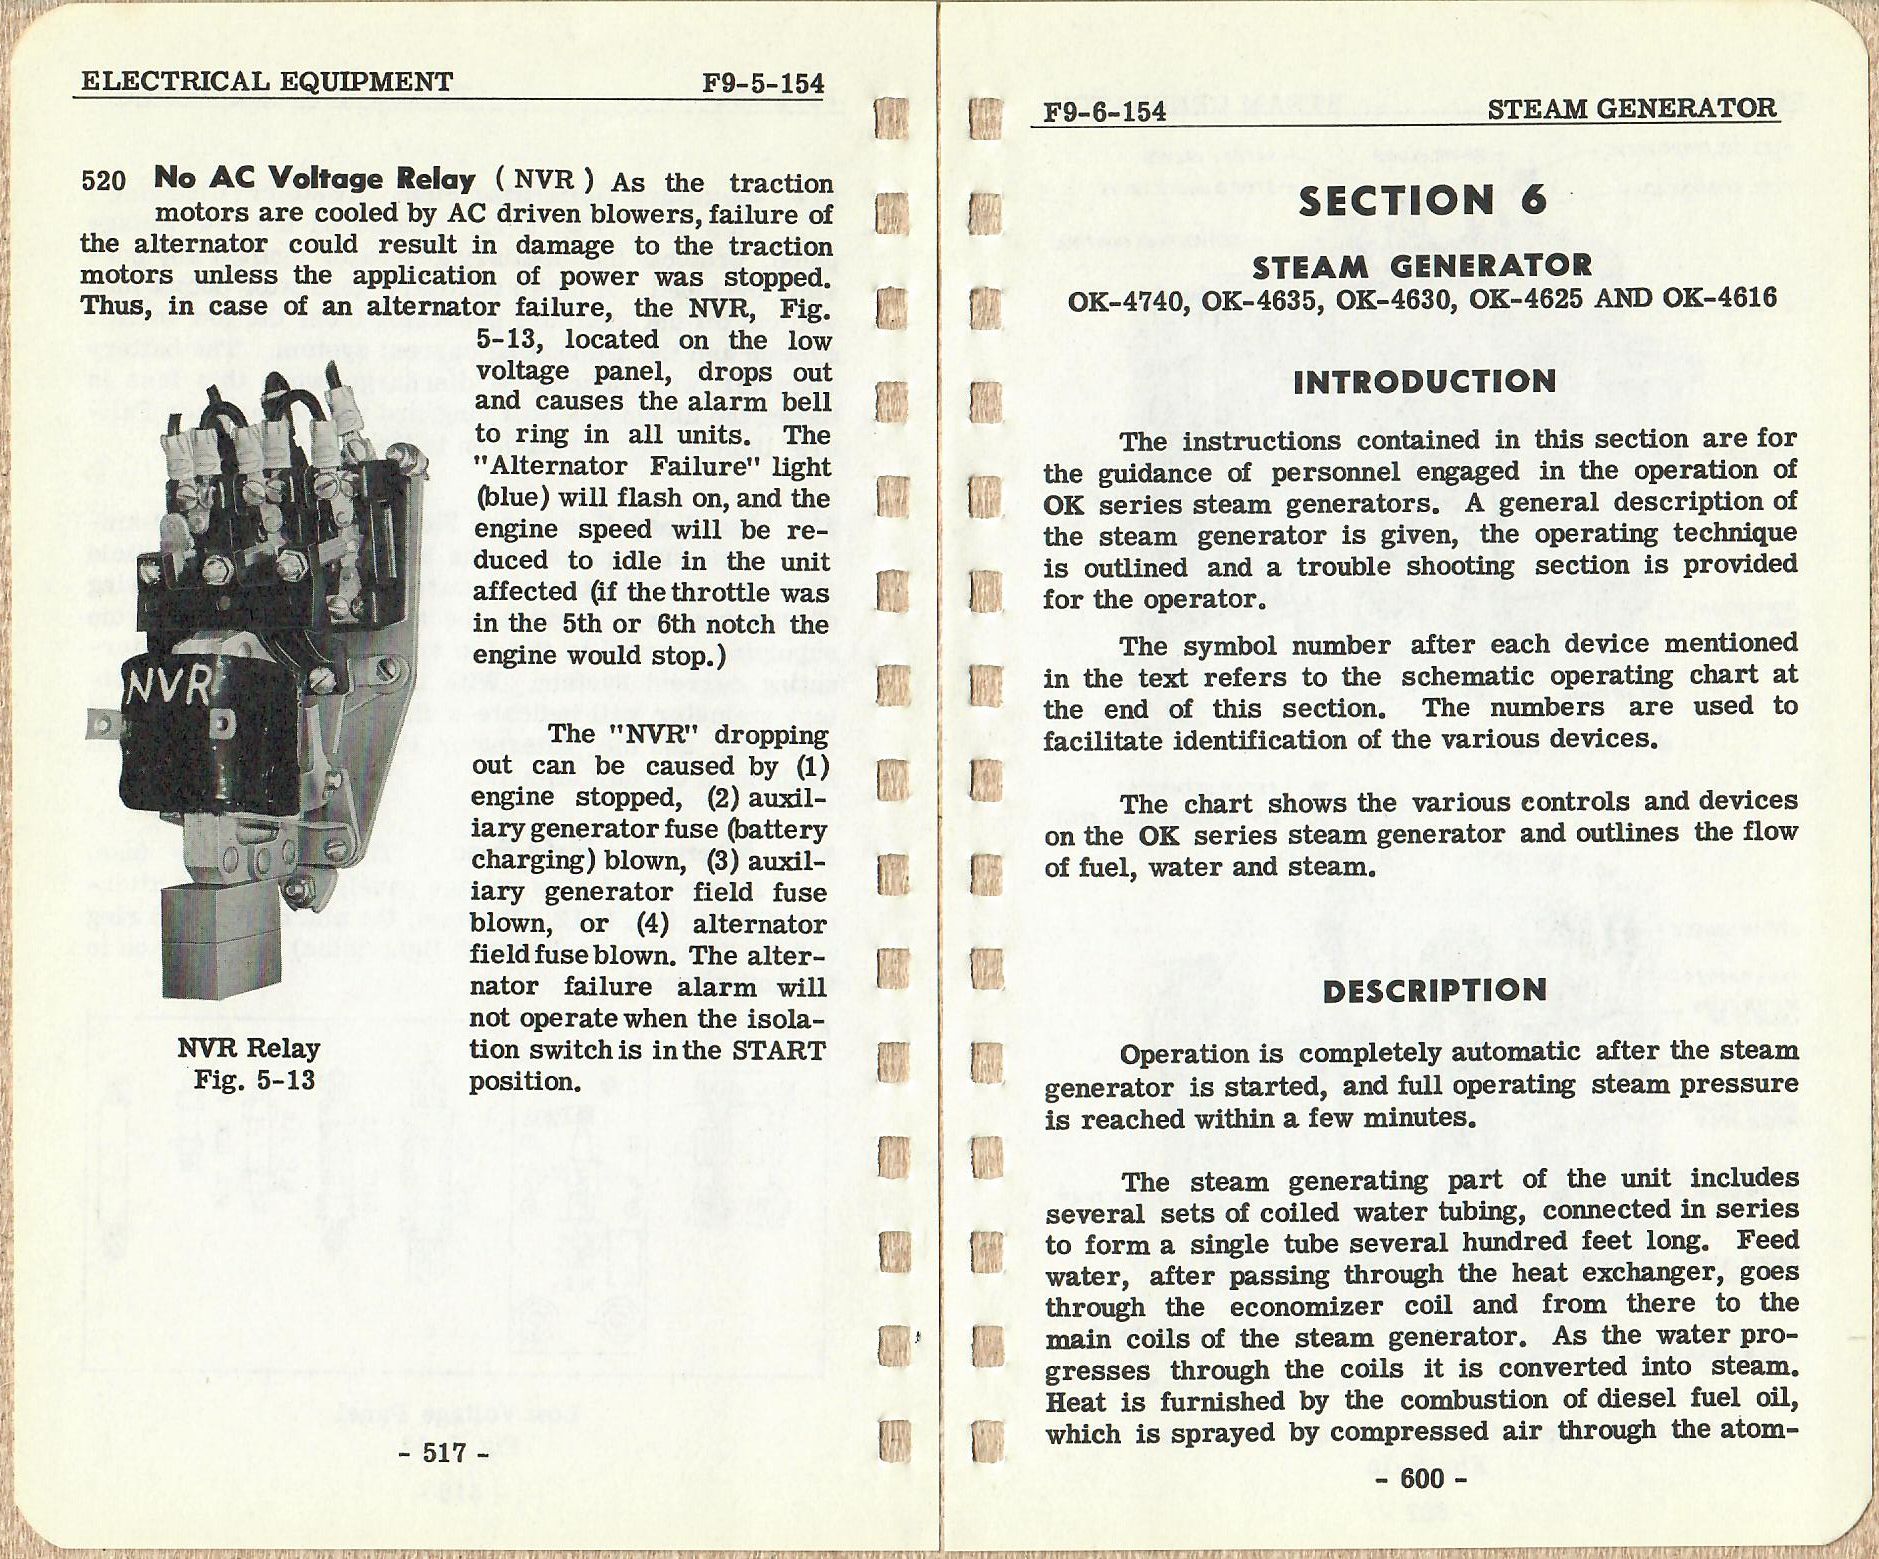 ELECTRICAL EQUIPMENT F9-5-154
520 No AC Voltage Relay ( NVR ) As the traction
motors are cooled by AC driven blowers, failure of
the alternator could result in damage to the traction
motors unless the application of power was stopped.
Thus, in case of an alternator failure, the NVR, Fig.
5-13, located on the low
voltage panel, drops out
and causes the alarm bell
to ring in all units. The
"Alternator Failure" light
(blue) will flash on, and the
engine speed will be re-
duced to idle in the unit
affected (if the throttle was
in the 5th or 6th notch the
engine would stop.)
NVR
The "NVR" dropping
out can be caused by (1)
engine stopped, (2) auxil-
iary generator fuse (battery
charging) blown, (3) auxil-
iary generator field fuse
blown, or (4) alternator
field fuse blown. The alter-
nator failure alarm will
not operate when the isola-
tion switch is in the START
position.
NVR Relay
Fig. 5-13
- 517 -
F9-6-154 STEAM GENERATOR
SECTION 6
STEAM GENERATOR
OK-4740, OK-4635, OK-4630, OK-4625 AND OK-4616
INTRODUCTION
The instructions contained in this section are for
the guidance of personnel engaged in the operation of
OK series steam generators. A general description of
the steam generator is given, the operating technique
is outlined and a trouble shooting section is provided
for the operator.
The symbol number after each device mentioned
in the text refers to the schematic operating chart at
the end of this section. The numbers are used to
facilitate identification of the various devices.
The chart shows the various controls and devices
on the OK series steam generator and outlines the flow
of fuel, water and steam.
DESCRIPTION
Operation is completely automatic after the steam
generator is started, and full operating steam pressure
is reached within a few minutes.
The steam generating part of the unit includes
several sets of coiled water tubing, connected in series
to form a single tube several hundred feet long. Feed
water, after passing through the heat exchanger, goes
through the economizer coil and from there to the
main coils of the steam generator. As the water pro-
gresses through the coils it is converted into steam.
Heat is furnished by the combustion of diesel fuel oil,
which is sprayed by compressed air through the atom-
- 600 -